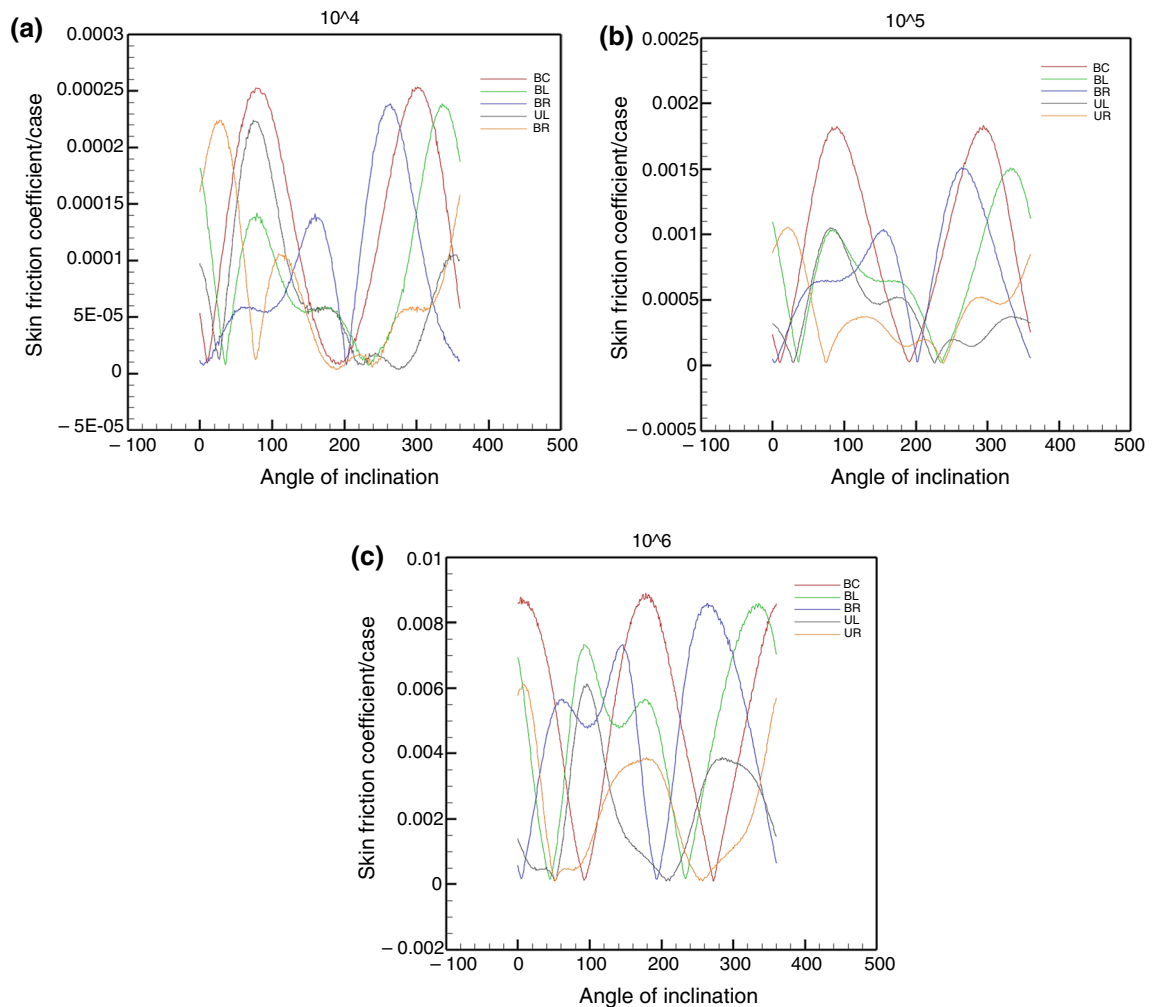 (a)
10^4
0.0003
0.00025
0.0002
0.00015
0.0001
5E-05
0
– 5E-05
–100 0 100 200 300 400 500
Skin friction coefficient/case
Angle of inclination
BC
BL
BR
UL
BR
(b)
10^5
0.0025
0.002
0.0015
0.001
0.0005
0
–0.0005
–100 0 100 200 300 400 500
Skin friction coefficient/case
Angle of inclination
BC
BL
BR
UL
UR
(c)
10^6
0.01
0.008
0.006
0.004
0.002
0
– 0.002
– 100 0 100 200 300 400 500
Skin friction coefficient/case
Angle of inclination
BC
BL
BR
UL
UR